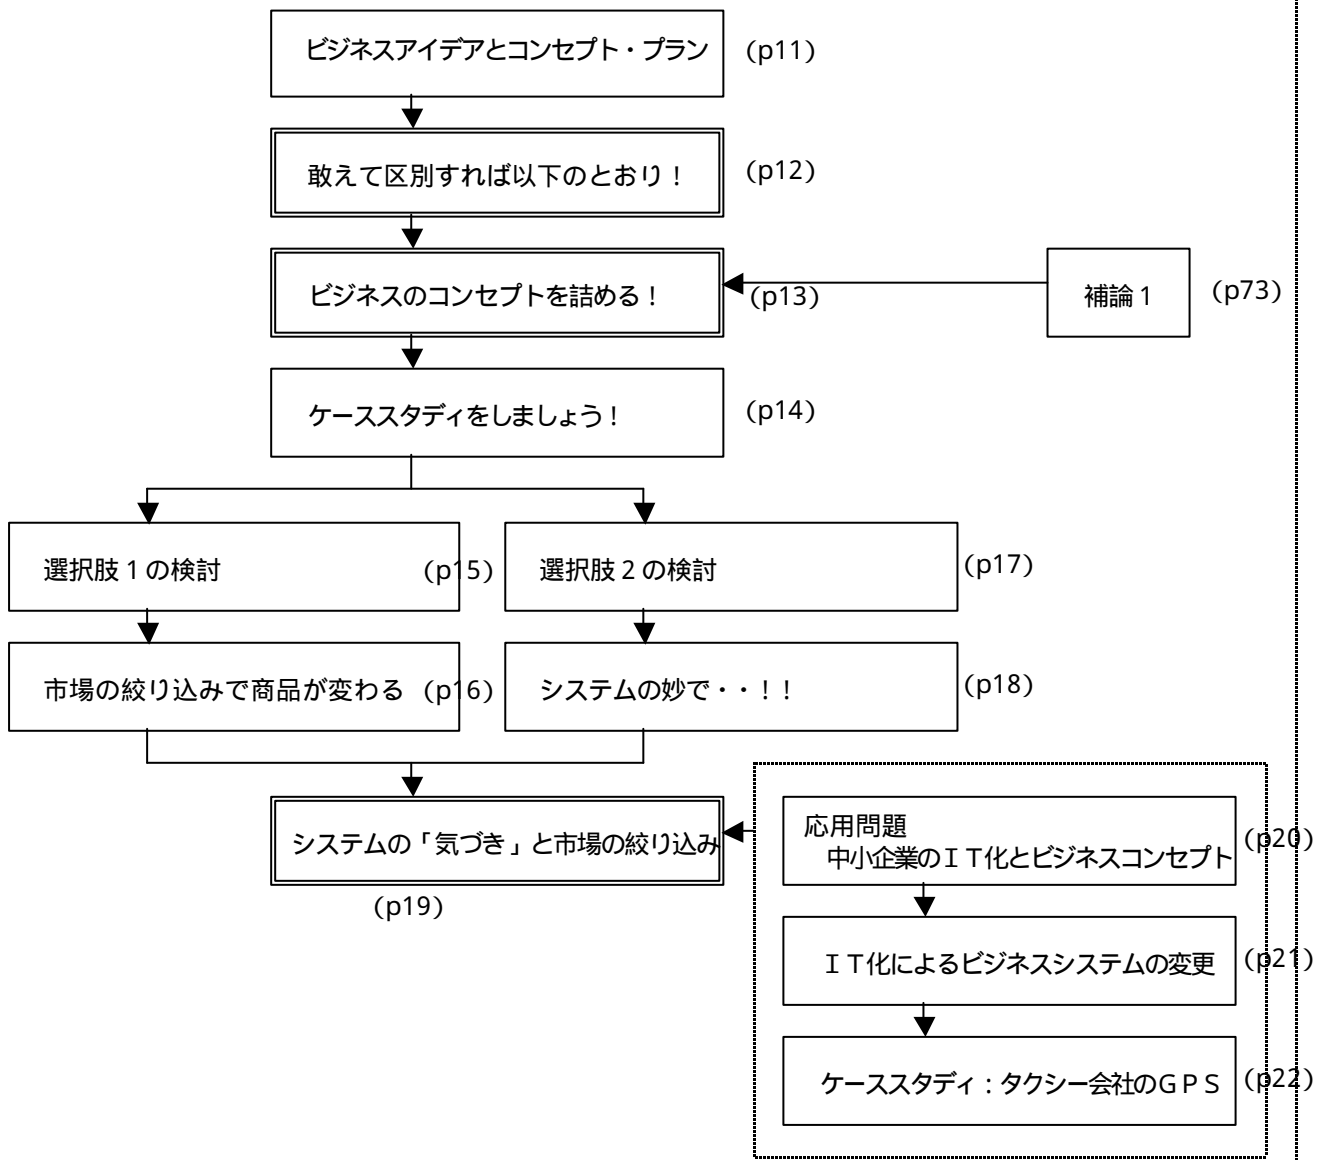 ビジネスアイデアとコンセプト・プラン (p11)
敢えて区別すれば以下のとおり！ (p12)
ビジネスのコンセプトを詰める！ (p13)
補論１ (p73)
ケーススタディをしましょう！ (p14)
選択肢１の検討 (p15)
選択肢２の検討 (p17)
市場の絞り込みで商品が変わる (p16)
システムの妙で・・！！ (p18)
システムの「気づき」と市場の絞り込み
(p19)
応用問題
中小企業のＩＴ化とビジネスコンセプト (p20)
ＩＴ化によるビジネスシステムの変更 (p21)
ケーススタディ：タクシー会社のＧＰＳ (p22)